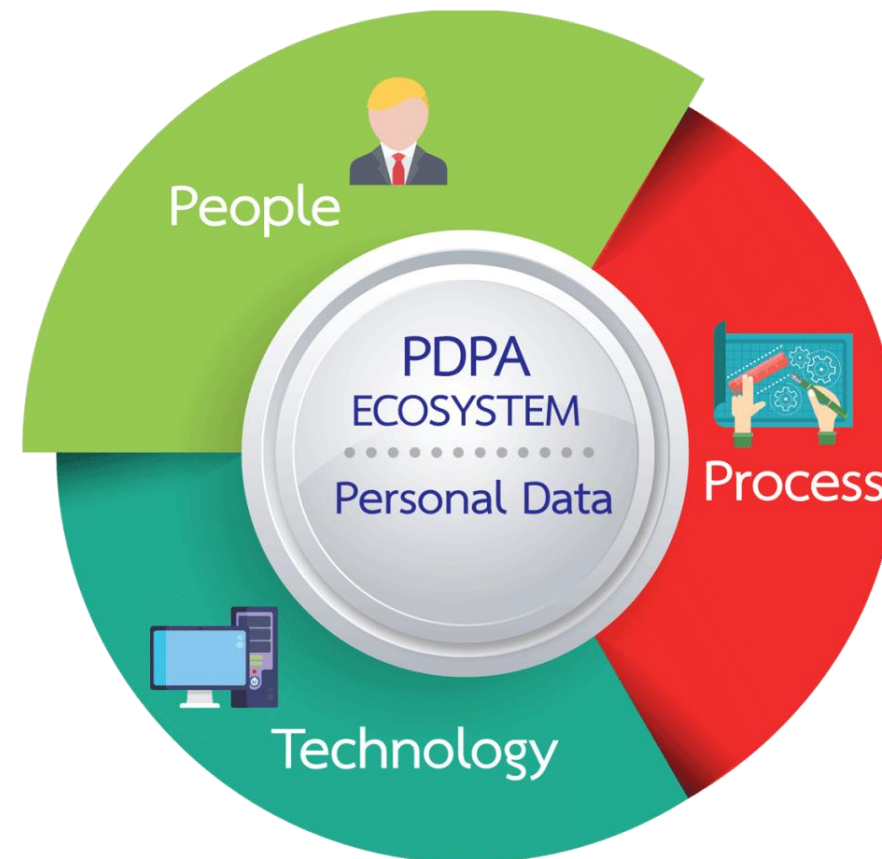 People
PDPA
ECOSYSTEM
Personal Data
Process
Technology